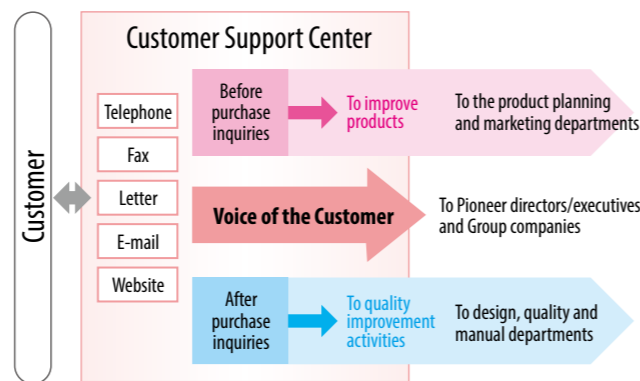 Customer
Customer Support Center
Telephone
Fax
Letter
E-mail
Website
Before
purchase
inquiries
To improve
products
To the product planning
and marketing departments
Voice of the Customer
To Pioneer directors/executives
and Group companies
After
purchase
inquiries
To quality
improvement
activities
To design, quality and
manual departments